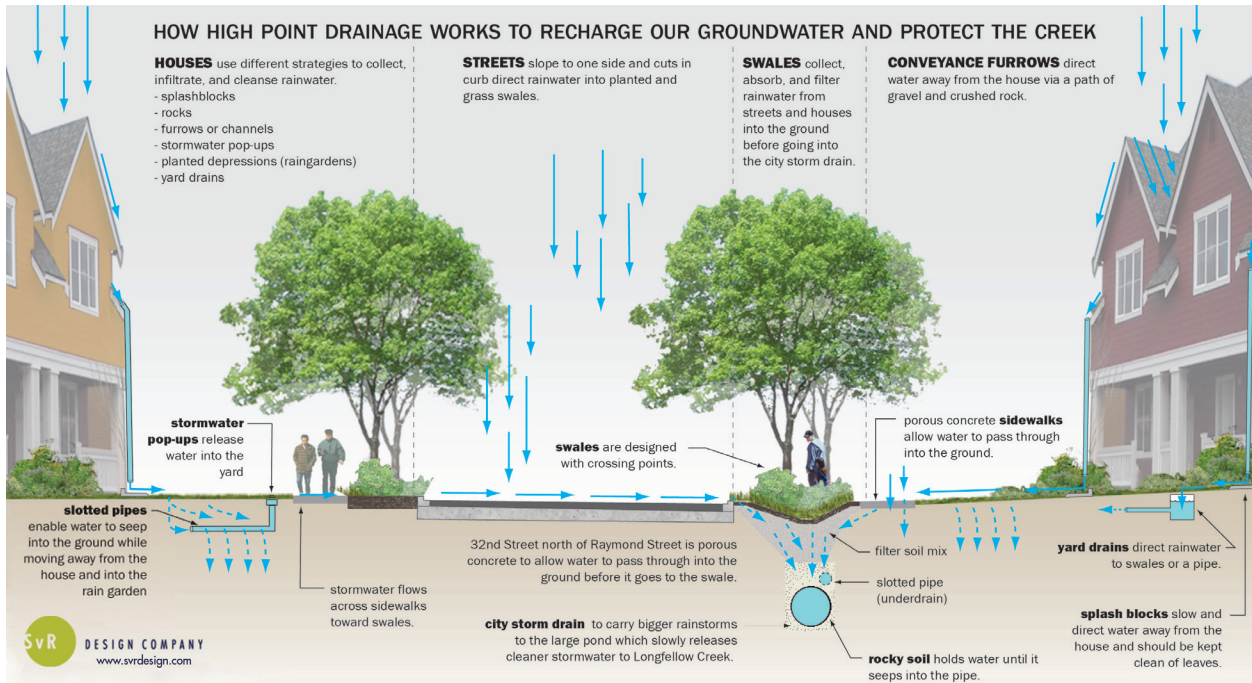 HOW HIGH POINT DRAINAGE WORKS TO RECHARGE OUR GROUNDWATER AND PROTECT THE CREEK
HOUSES use different strategies to collect,
infiltrate, and cleanse rainwater.
- splashblocks
- rocks
- furrows or channels
- stormwater pop-ups
- planted depressions (raingardens)
- yard drains
STREETS slope to one side and cuts in
curb direct rainwater into planted and
grass swales.
SWALES collect,
absorb, and filter
rainwater from
streets and houses
into the ground
before going into
the city storm drain.
CONVEYANCE FURROWS direct
water away from the house via a path of
gravel and crushed rock.
stormwater
pop-ups release
water into the
yard
swales are designed
with crossing points.
porous concrete sidewalks
allow water to pass through
into the ground.
slotted pipes
enable water to seep
into the ground while
moving away from the
house and into the
rain garden
stormwater flows
across sidewalks
toward swales.
32nd Street north of Raymond Street is porous
concrete to allow water to pass through into the
ground before it goes to the swale.
filter soil mix
slotted pipe
(underdrain)
yard drains direct rainwater
to swales or a pipe.
city storm drain to carry bigger rainstorms
to the large pond which slowly releases
cleaner stormwater to Longfellow Creek.
rocky soil holds water until it
seeps into the pipe.
splash blocks slow and
direct water away from the
house and should be kept
clean of leaves.
SvR
DESIGN COMPANY
www.svrdesign.com